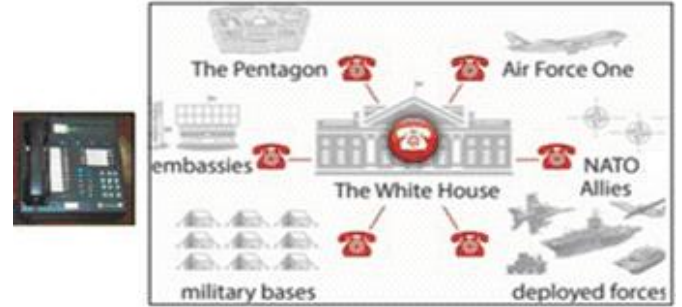 The Pentagon
Air Force One
embassies
The White House
NATO
Allies
military bases
deployed forces